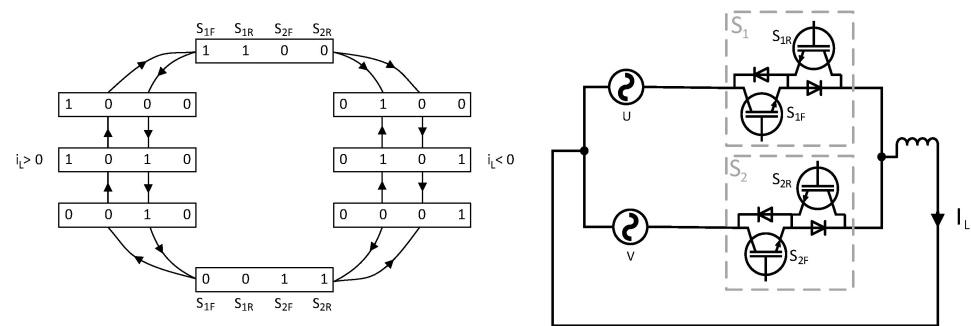 S1F S1R S2F S2R
1 1 0 0
1 0 0 0
1 0 1 0
0 0 1 0
iL> 0
0 1 0 0
0 1 0 1
0 0 0 1
iL< 0
0 0 1 1
S1F S1R S2F S2R
S1
S1R
S1F
U
S2
S2R
S2F
V
IL